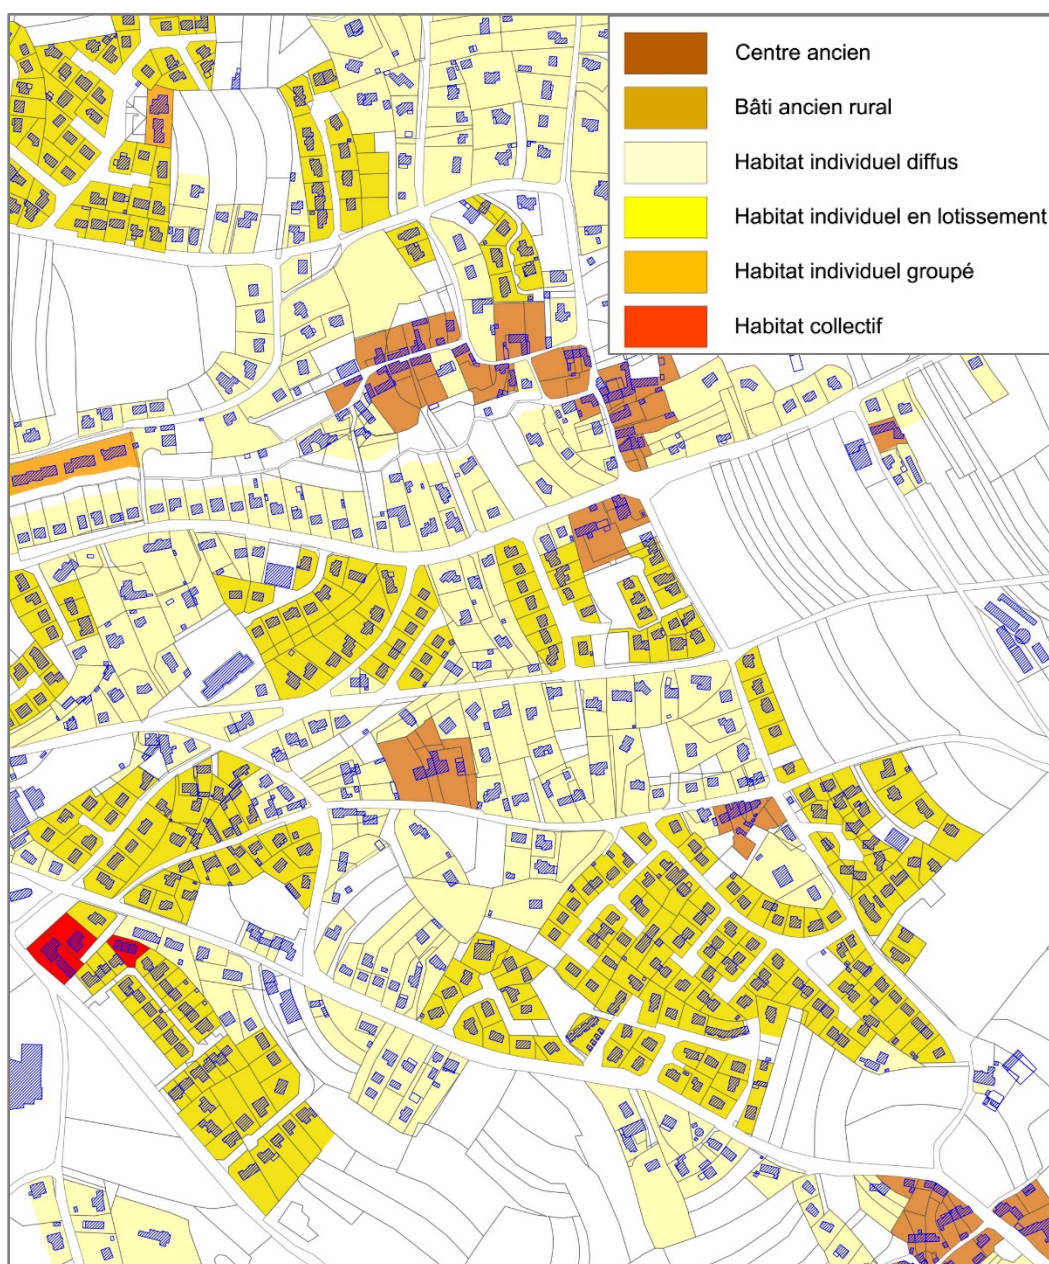 Centre ancien
Bâti ancien rural
Habitat individuel diffus
Habitat individuel en lotissement
Habitat individuel groupé
Habitat collectif